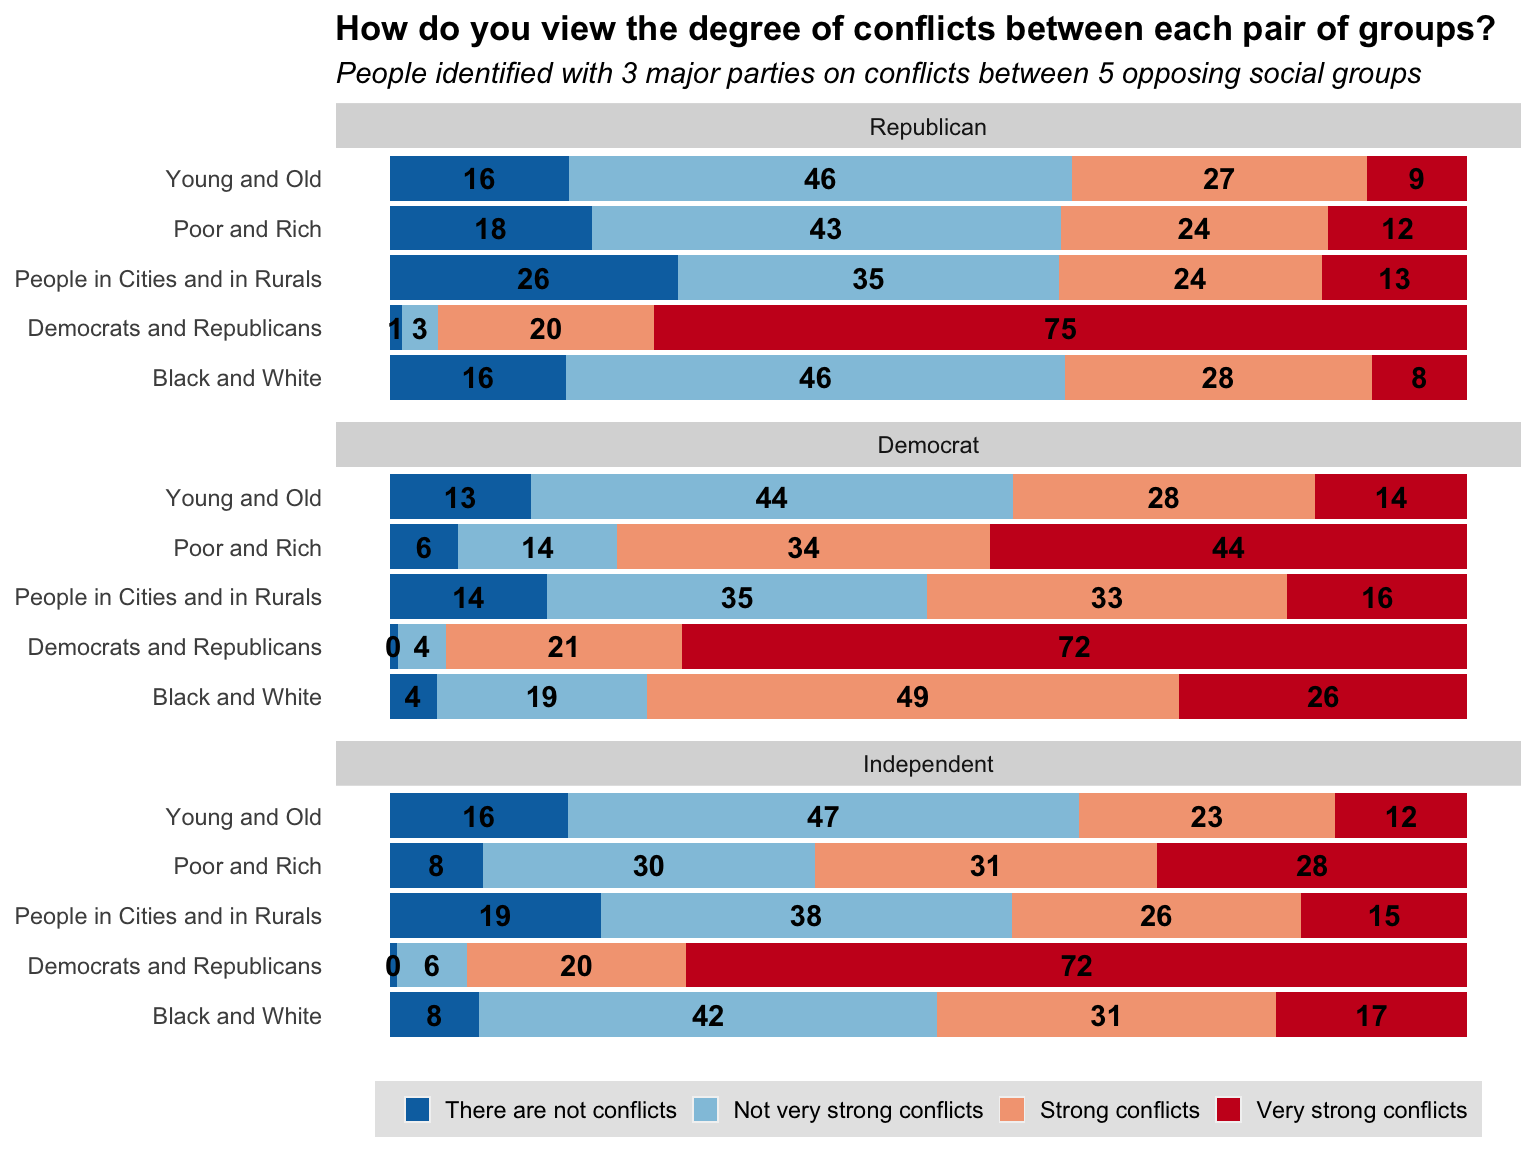 How do you view the degree of conflicts between each pair of groups?
People identified with 3 major parties on conflicts between 5 opposing social groups
Republican
Young and Old 16 46 27 9
Poor and Rich 18 43 24 12
People in Cities and in Rurals 26 35 24 13
Democrats and Republicans 1 3 20 75
Black and White 16 46 28 8
Democrat
Young and Old 13 44 28 14
Poor and Rich 6 14 34 44
People in Cities and in Rurals 14 35 33 16
Democrats and Republicans 0 4 21 72
Black and White 4 19 49 26
Independent
Young and Old 16 47 23 12
Poor and Rich 8 30 31 28
People in Cities and in Rurals 19 38 26 15
Democrats and Republicans 0 6 20 72
Black and White 8 42 31 17
There are not conflicts Not very strong conflicts Strong conflicts Very strong conflicts